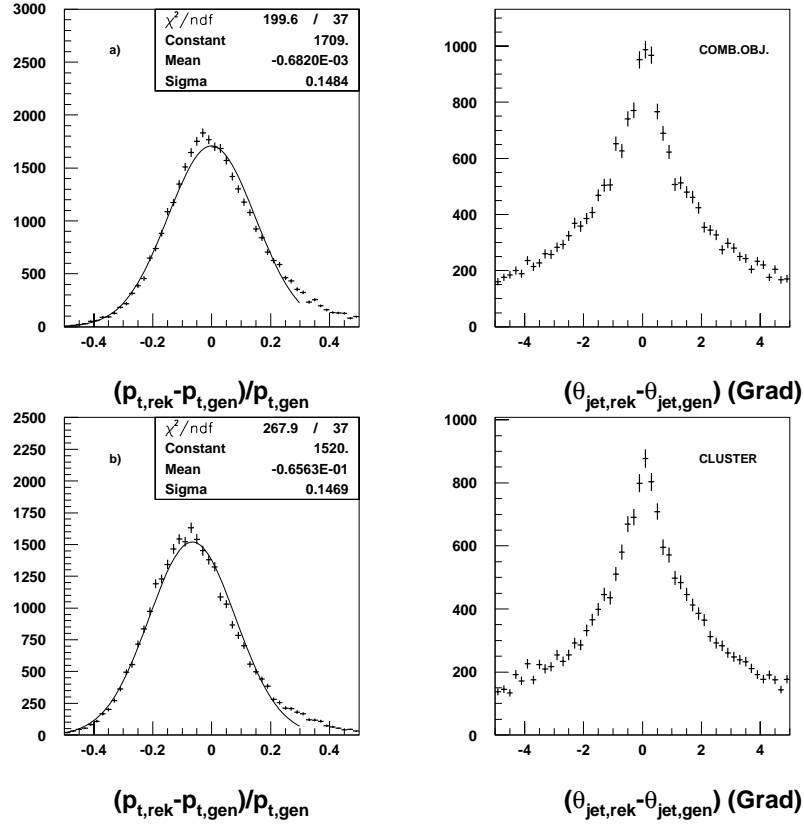 χ²/ndf 199.6 / 37
Constant 1709.
Mean -0.6820E-03
Sigma 0.1484
a)
3000
2500
2000
1500
1000
500
0
-0.4 -0.2 0 0.2 0.4
(p_t,rek-p_t,gen)/p_t,gen
COMB.OBJ.
1000
800
600
400
200
0
-4 -2 0 2 4
(θ_jet,rek-θ_jet,gen) (Grad)
χ²/ndf 267.9 / 37
Constant 1520.
Mean -0.6563E-01
Sigma 0.1469
b)
2500
2250
2000
1750
1500
1250
1000
750
500
250
0
-0.4 -0.2 0 0.2 0.4
(p_t,rek-p_t,gen)/p_t,gen
CLUSTER
1000
800
600
400
200
0
-4 -2 0 2 4
(θ_jet,rek-θ_jet,gen) (Grad)